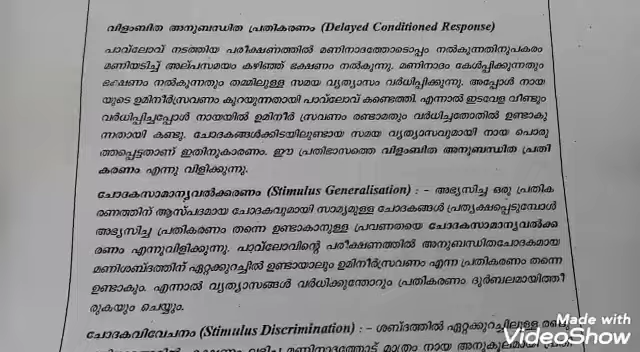 വിളംബിത അനുബന്ധിത പ്രതികരണം (Delayed Conditioned Response)
പാവ്‌ലോവ് നടത്തിയ പരീക്ഷണത്തിൽ മണിനാദത്തോടൊപ്പം നൽകുന്നതിനുപകരം
മണിയടിച്ച് അല്പസമയം കഴിഞ്ഞ് ഭക്ഷണം നൽകുന്നു. മണിനാദം കേൾപ്പിക്കുന്നതും
ഭക്ഷണം നൽകുന്നതും തമ്മിലുള്ള സമയ വ്യത്യാസം വർധിപ്പിക്കുന്നു. അപ്പോൾ നായ
യുടെ ഉമിനീർസ്രവണം കുറയുന്നതായി പാവ്‌ലോവ് കണ്ടെത്തി. എന്നാൽ ഇടവേള വീണ്ടും
വർധിപ്പിച്ചപ്പോൾ നായയിൽ ഉമിനീർ സ്രവണം രണ്ടാമതും വർധിച്ചതോതിൽ ഉണ്ടാകു
ന്നതായി കണ്ടു. ചോദകങ്ങൾക്കിടയിലുണ്ടായ സമയ വ്യത്യാസവുമായി നായ പൊരു
ത്തപ്പെട്ടതാണ് ഇതിനുകാരണം. ഈ പ്രതിഭാസത്തെ വിളംബിത അനുബന്ധിത പ്രതി
കരണം എന്നു വിളിക്കുന്നു.
ചോദകസാമാന്യവൽക്കരണം (Stimulus Generalisation) : - അഭ്യസിച്ച ഒരു പ്രതിക
രണത്തിന് ആസ്പദമായ ചോദകവുമായി സാമ്യമുള്ള ചോദകങ്ങൾ പ്രത്യക്ഷപ്പെടുമ്പോൾ
അഭ്യസിച്ച പ്രതികരണം തന്നെ ഉണ്ടാകാനുള്ള പ്രവണതയെ ചോദകസാമാന്യവൽക്ക
രണം എന്നുവിളിക്കുന്നു. പാവ്‌ലോവിന്റെ പരീക്ഷണത്തിൽ അനുബന്ധിതചോദകമായ
മണിശബ്ദത്തിന് ഏറ്റക്കുറച്ചിൽ ഉണ്ടായാലും ഉമിനീർസ്രവണം എന്ന പ്രതികരണം തന്നെ
ഉണ്ടാകും. എന്നാൽ വ്യത്യാസങ്ങൾ വർധിക്കുന്തോറും പ്രതികരണം ദുർബലമായിത്തീ
രുകയും ചെയ്യും.
ചോദകവിവേചനം (Stimulus Discrimination) : - ശബ്ദത്തിൽ ഏറ്റക്കുറച്ചിലുള്ള
മണിനാദത്തോട് മാത്രം നായ അനുകൂലമായി
Made with
VideoShow